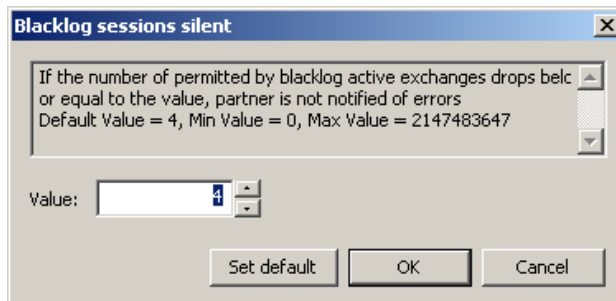 Blacklog sessions silent
If the number of permitted by blacklog active exchanges drops belc
or equal to the value, partner is not notified of errors
Default Value = 4, Min Value = 0, Max Value = 2147483647
Value:
4
Set default
OK
Cancel